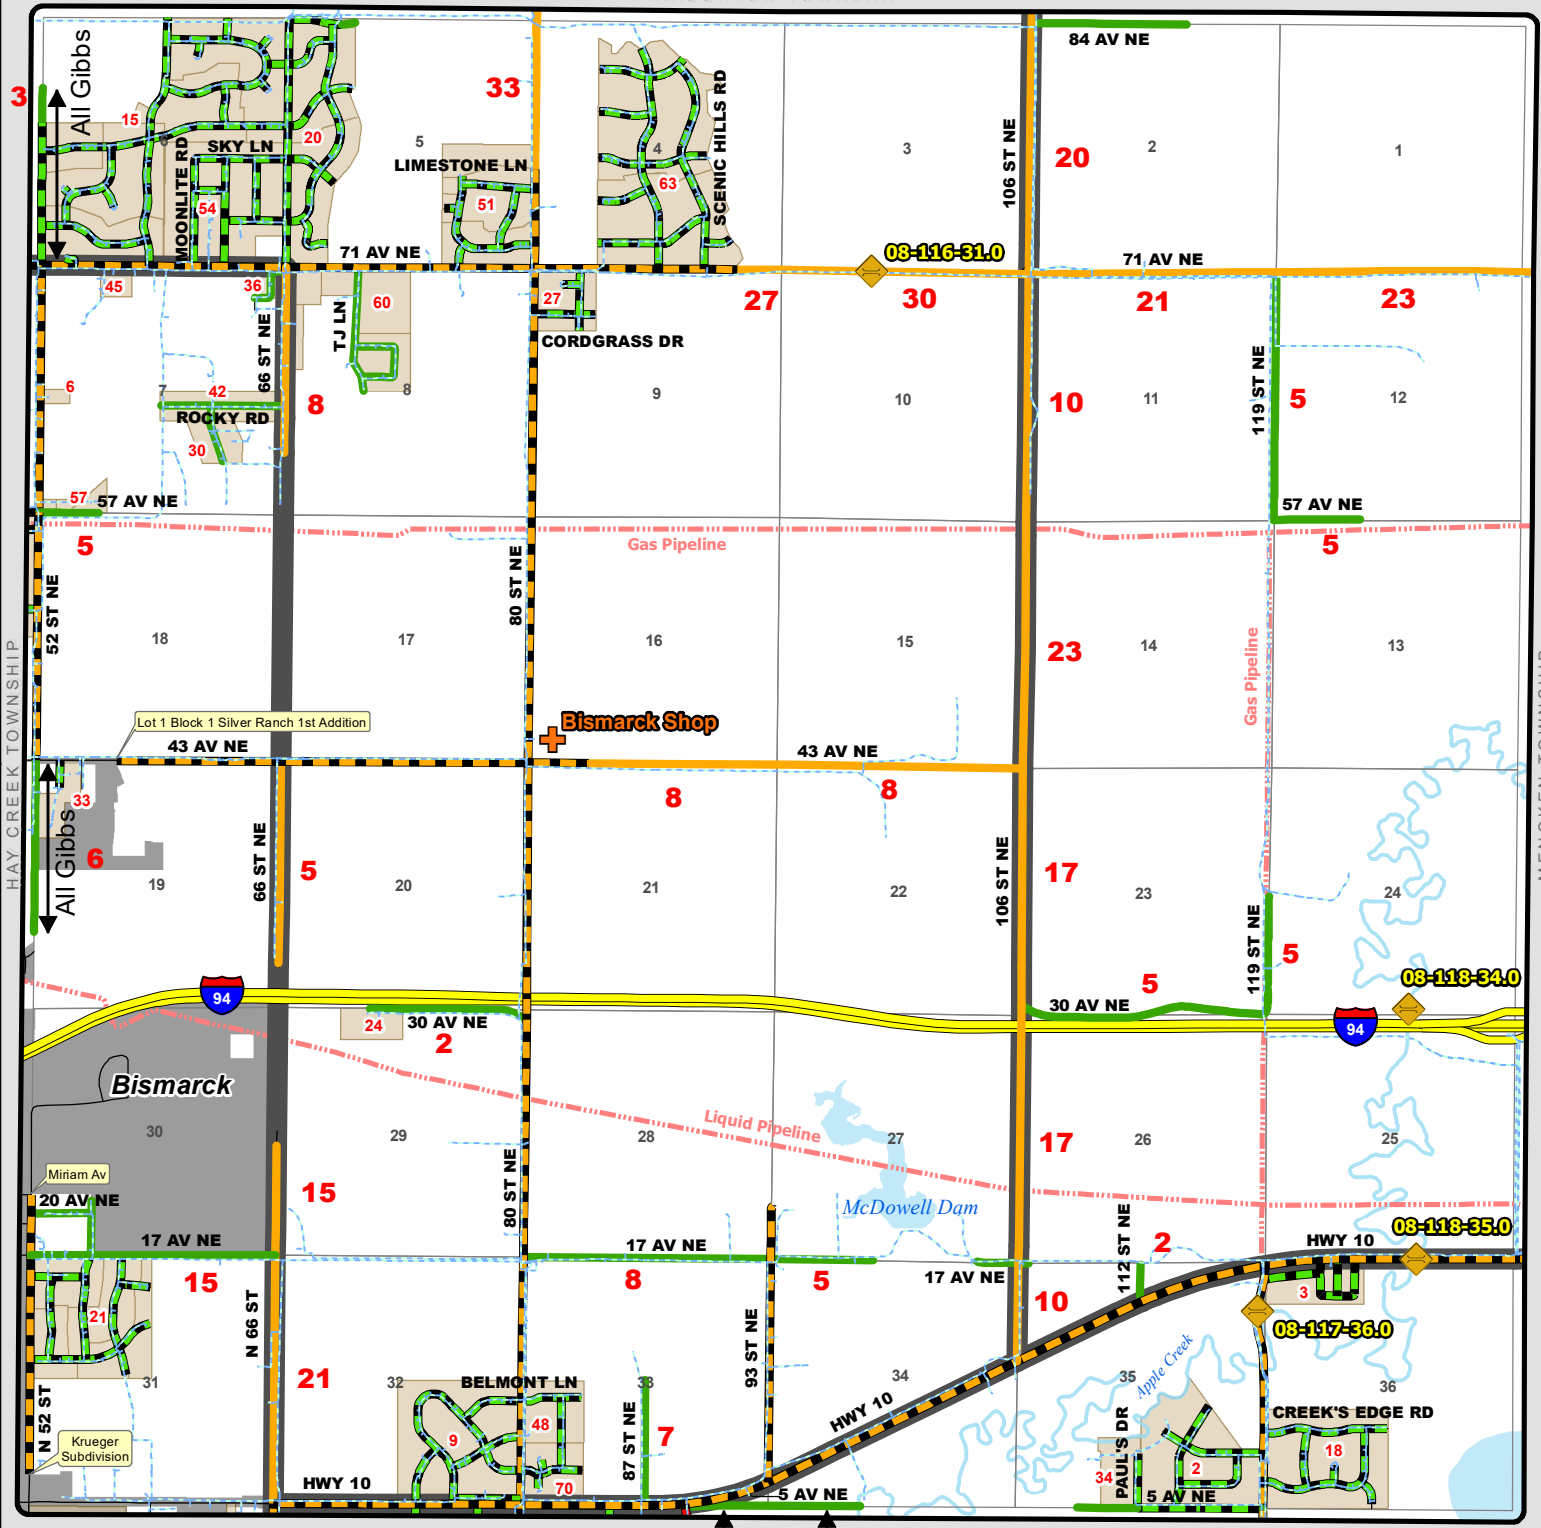 84 AV NE
3
All Gibbs
33
15
6
20
5
4
3
2
1
SKY LN
MOONLITE RD
LIMESTONE LN
SCENIC HILLS RD
106 ST NE
20
54
51
63
71 AV NE
08-116-31.0
71 AV NE
45
36
60
27
27
30
21
23
66 ST NE
TJ LN
CORDGRASS DR
6
7
42
8
8
9
10
10
11
119 ST NE
5
12
ROCKY RD
30
57
57 AV NE
57 AV NE
5
Gas Pipeline
5
52 ST NE
80 ST NE
18
17
16
15
23
14
13
Gas Pipeline
HAY CREEK TOWNSHIP
Lot 1 Block 1 Silver Ranch 1st Addition
Bismarck Shop
43 AV NE
43 AV NE
33
8
8
All Gibbs
6
19
66 ST NE
5
20
21
22
106 ST NE
17
23
24
119 ST NE
5
5
08-118-34.0
94
30 AV NE
94
24
30 AV NE
2
Bismarck
30
29
28
Liquid Pipeline
27
17
26
25
Miriam Av
20 AV NE
15
80 ST NE
McDowell Dam
112 ST NE
2
08-118-35.0
HWY 10
17 AV NE
17 AV NE
17 AV NE
15
8
5
10
3
21
N 66 ST
93 ST NE
08-117-36.0
31
21
32
BELMONT LN
33
34
35
Apple Creek
36
N 52 ST
HWY 10
CREEK'S EDGE RD
Krueger
Subdivision
9
48
87 ST NE
7
PAUL'S DR
34
2
18
HWY 10
70
5 AV NE
5 AV NE